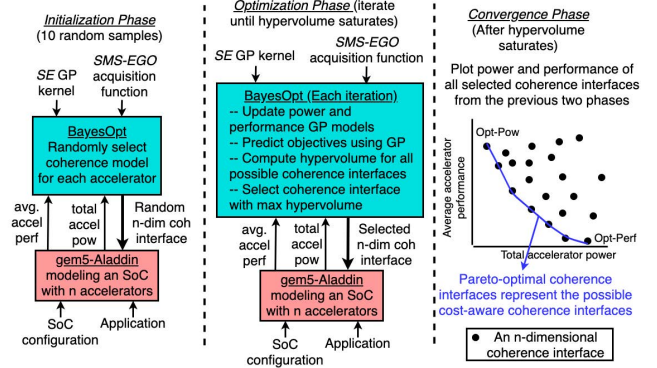 Initialization Phase
(10 random samples)
SE GP
kernel
SMS-EGO
acquisition
function
BayesOpt
Randomly select
coherence model
for each accelerator
avg.
accel
perf
total
accel
pow
Random
n-dim coh
interface
gem5-Aladdin
modeling an SoC
with n accelerators
SoC
configuration
Application
Optimization Phase (iterate
until hypervolume saturates)
SE GP
kernel
SMS-EGO
acquisition function
BayesOpt (Each iteration)
-- Update power and
performance GP models
-- Predict objectives using GP
-- Compute hypervolume for all
possible coherence interfaces
-- Select coherence interface
with max hypervolume
avg.
accel
perf
total
accel
pow
Selected
n-dim coh
interface
gem5-Aladdin
modeling an SoC
with n accelerators
SoC
configuration
Application
Convergence Phase
(After hypervolume
saturates)
Plot power and performance of
all selected coherence interfaces
from the previous two phases
Opt-Pow
Average accelerator
performance
Opt-Perf
Total accelerator power
Pareto-optimal coherence
interfaces represent the possible
cost-aware coherence interfaces
An n-dimensional
coherence interface